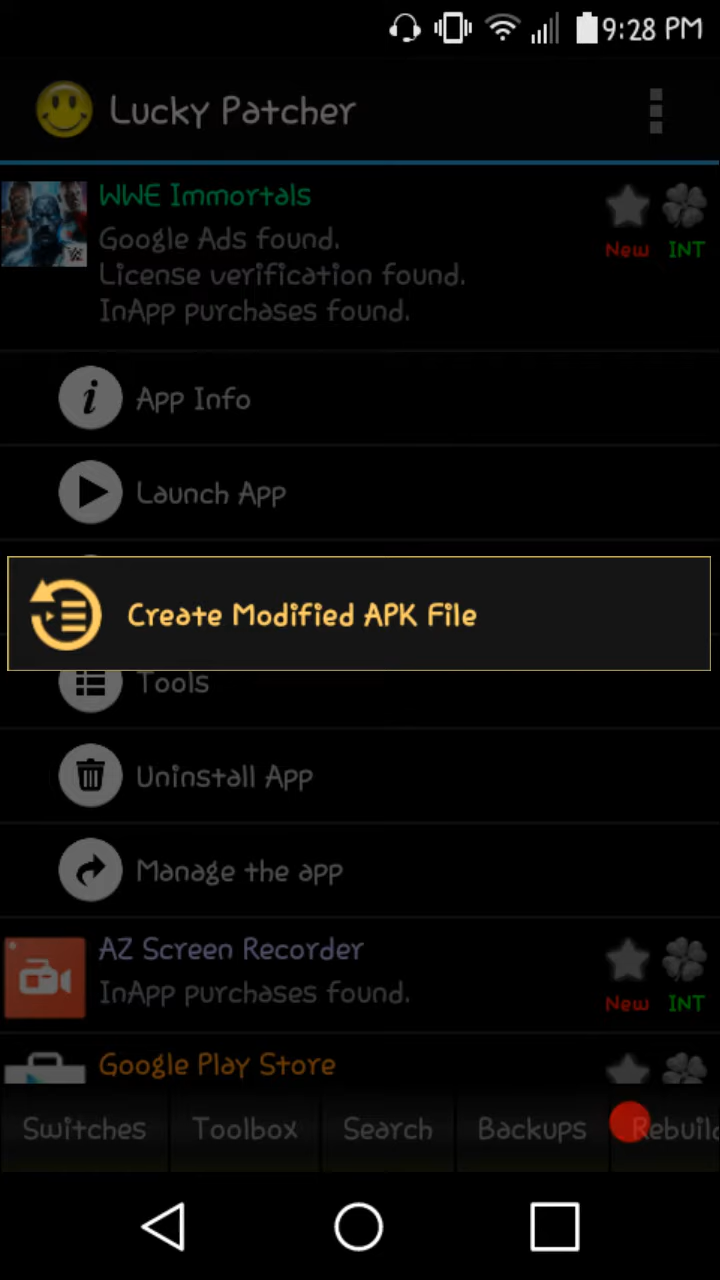 9:28 PM
Lucky Patcher
WWE Immortals
Google Ads found.
License verification found.
InApp purchases found.
New INT
App Info
Launch App
Create Modified APK File
Tools
Uninstall App
Manage the app
AZ Screen Recorder
InApp purchases found.
New INT
Google Play Store
Switches Toolbox Search Backups